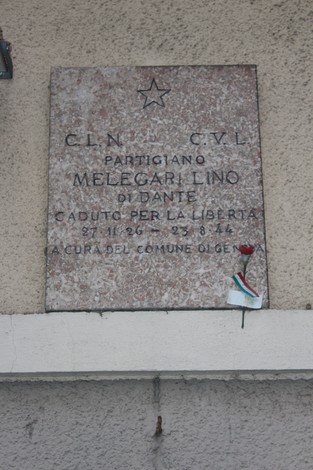 C.L.N. C.V.L.
PARTIGIANO
MELEGARI LINO
DI DANTE
CADUTO PER LA LIBERTÀ
27.11.26 - 23.8.44
A CURA DEL COMUNE DI GENOVA